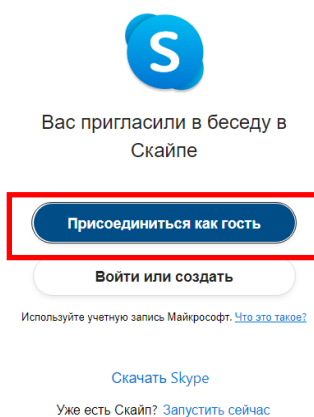 S
Вас пригласили в беседу в
Скайпе
Присоединиться как гость
Войти или создать
Используйте учетную запись Майкрософт. Что это такое?
Скачать Skype
Уже есть Скайп? Запустить сейчас